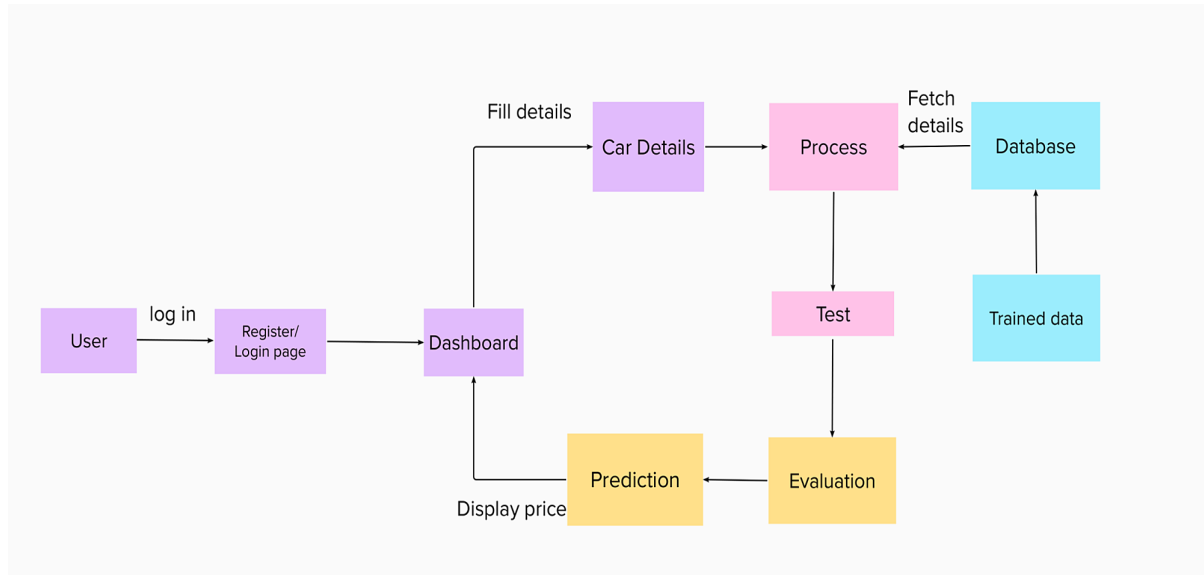 Fill details
Fetch
details
Car Details
Process
Database
log in
User
Register/
Login page
Dashboard
Test
Trained data
Prediction
Evaluation
Display price